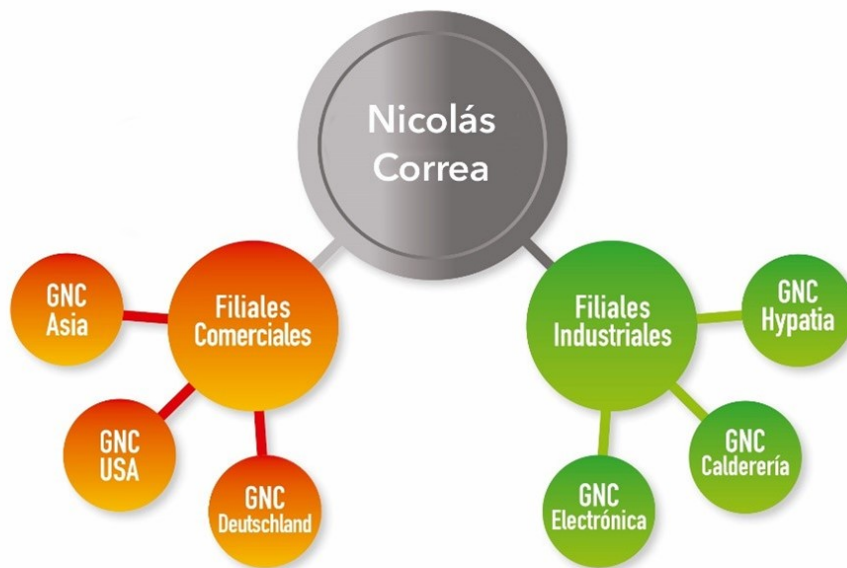 Nicolás
Correa
Filiales
Comerciales
GNC
Asia
GNC
USA
GNC
Deutschland
Filiales
Industriales
GNC
Hypatia
GNC
Calderería
GNC
Electrónica